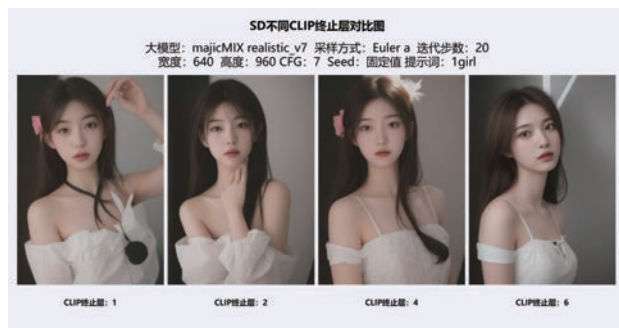 SD不同CLIP终止层对比图
大模型：majicMIX realistic_v7 采样方式：Euler a 迭代步数：20
宽度：640 高度：960 CFG：7 Seed：固定值 提示词：1girl
CLIP终止层：1
CLIP终止层：2
CLIP终止层：4
CLIP终止层：6